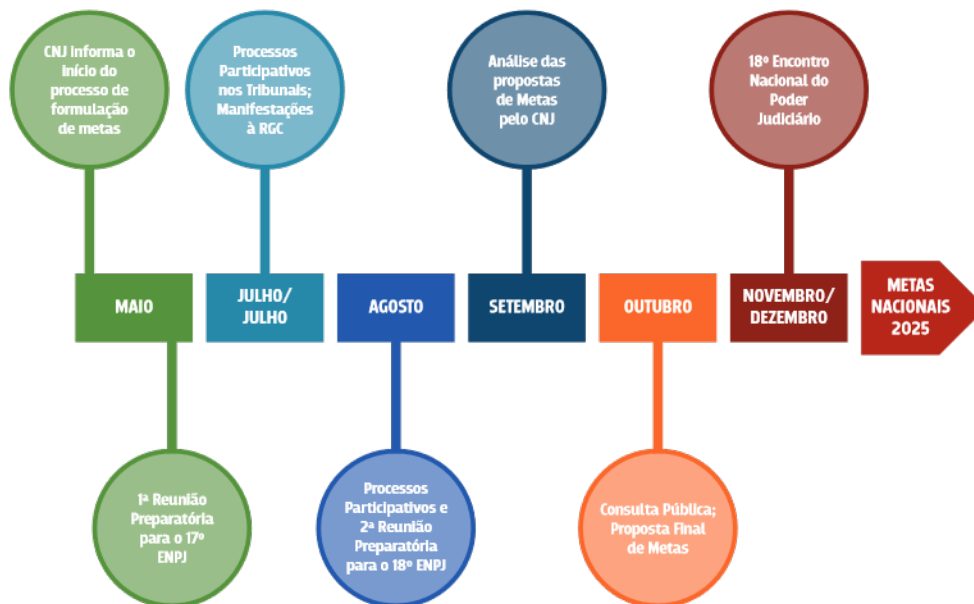 CNJ informa o
início do
processo de
formulação
de metas
Processos
Participativos
nos Tribunais;
Manifestações
à RGC
Análise das
propostas
de Metas
pelo CNJ
18º Encontro
Nacional do
Poder
Judiciário
MAIO
JULHO/
JULHO
AGOSTO
SETEMBRO
OUTUBRO
NOVEMBRO/
DEZEMBRO
METAS
NACIONAIS
2025
1ª Reunião
Preparatória
para o 17º
ENPJ
Processos
Participativos e
2ª Reunião
Preparatória
para o 18º ENPJ
Consulta Pública;
Proposta Final
de Metas